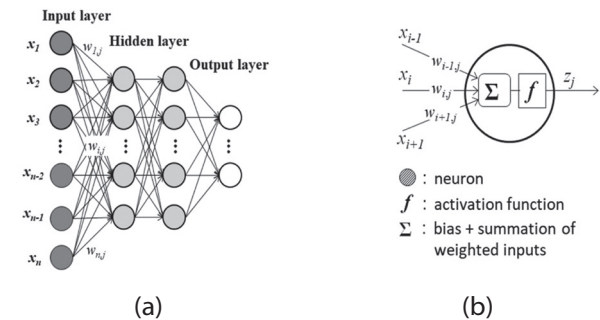 Input layer
Hidden layer
Output layer
x1
x2
x3
xn-2
xn-1
xn
w1,j
wi,j
wn,j
(a)
xi-1
xi
xi+1
wi-1,j
wi,j
wi+1,j
Σ
f
zj
: neuron
f : activation function
Σ : bias + summation of
weighted inputs
(b)